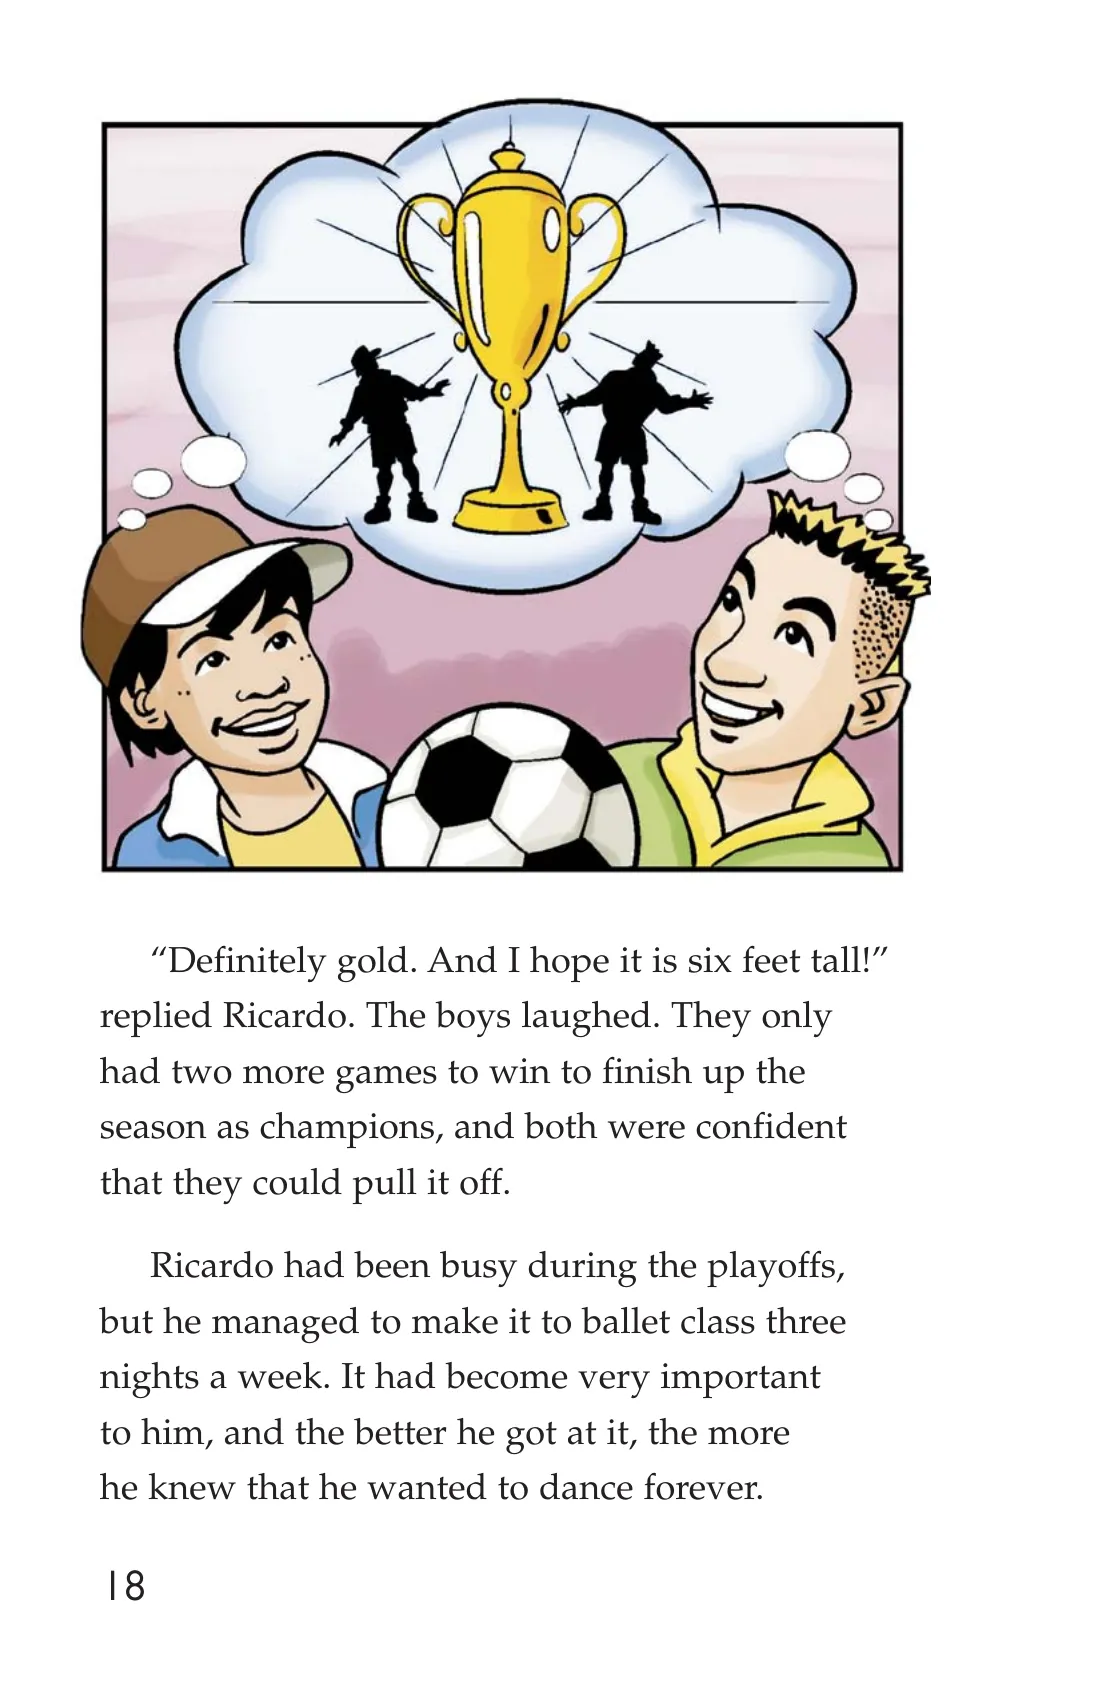 “Definitely gold. And I hope it is six feet tall!”
replied Ricardo. The boys laughed. They only
had two more games to win to finish up the
season as champions, and both were confident
that they could pull it off.
Ricardo had been busy during the playoffs,
but he managed to make it to ballet class three
nights a week. It had become very important
to him, and the better he got at it, the more
he knew that he wanted to dance forever.
18